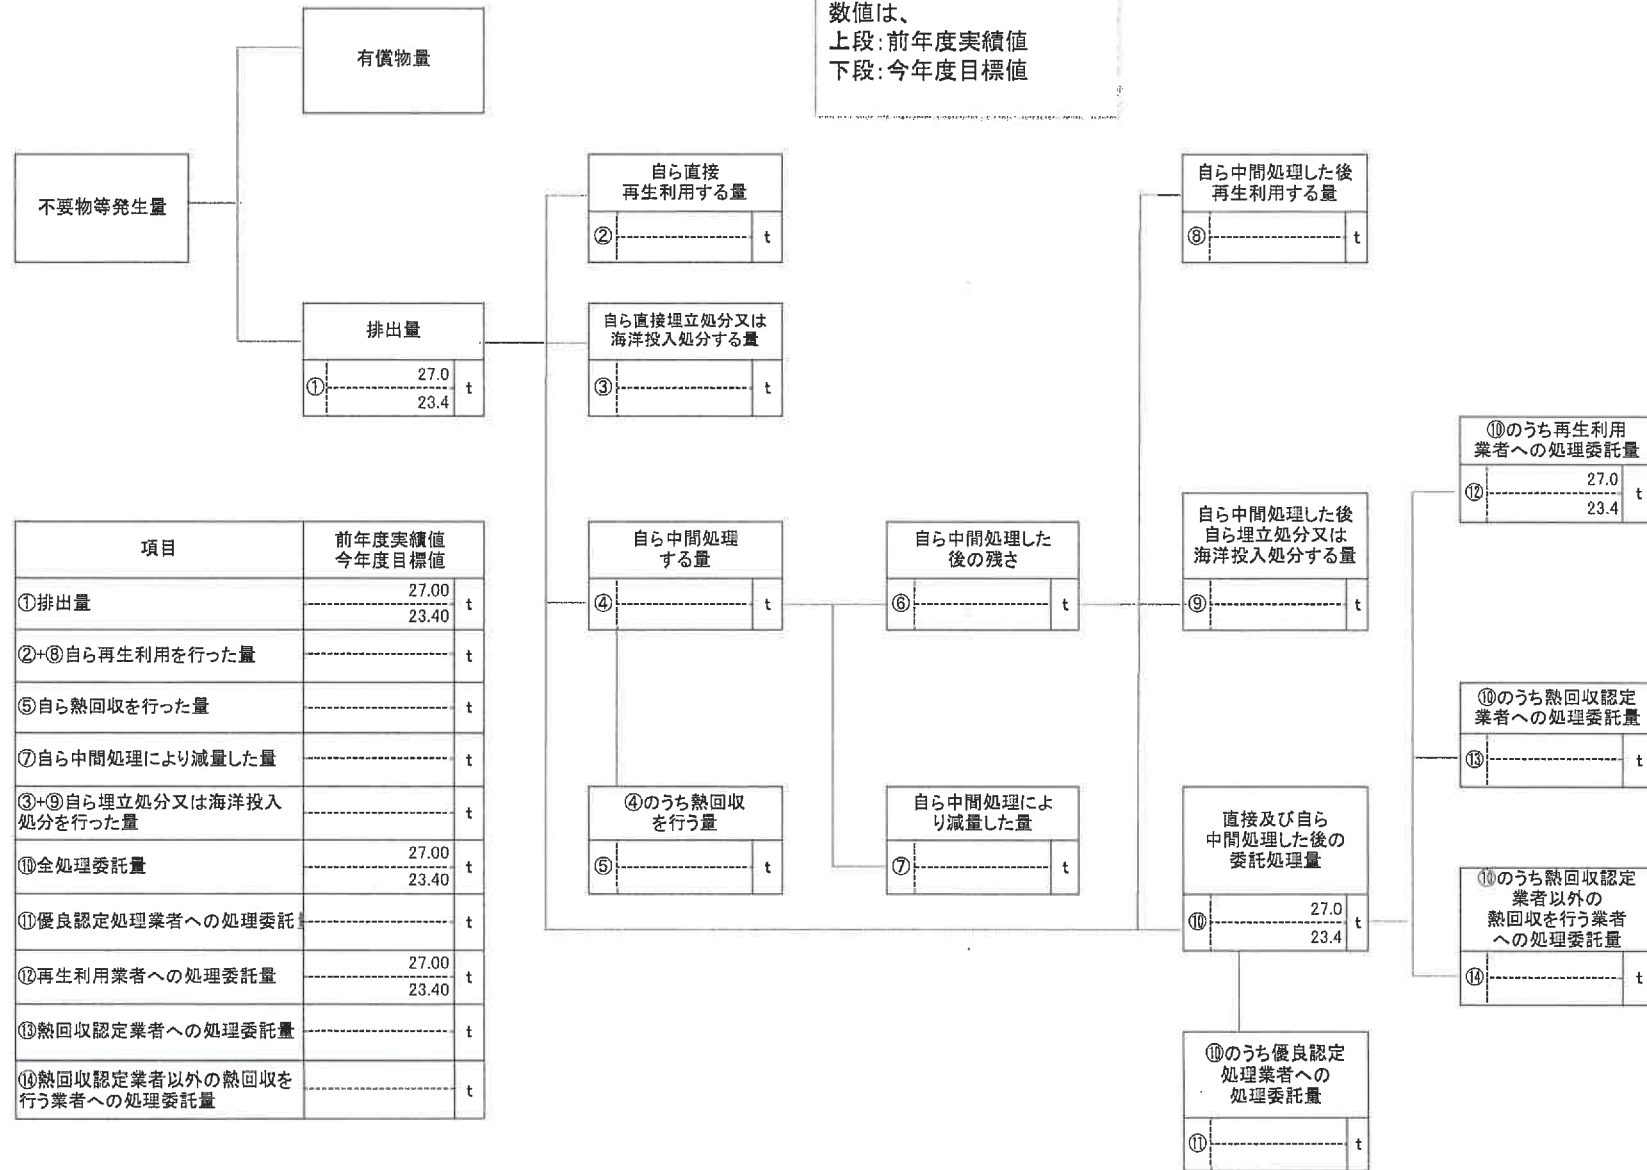 数値は、
上段:前年度実績値
下段:今年度目標値
有償物量
不要物等発生量
排出量
① 27.0 t
23.4
自ら直接
再生利用する量
② t
自ら直接埋立処分又は
海洋投入処分する量
③ t
自ら中間処理
する量
④ t
④のうち熱回収
を行う量
⑤ t
自ら中間処理した
後の残さ
⑥ t
自ら中間処理によ
り減量した量
⑦ t
自ら中間処理した後
再生利用する量
⑧ t
自ら中間処理した後
自ら埋立処分又は
海洋投入処分する量
⑨ t
直接及び自ら
中間処理した後の
委託処理量
⑩ 27.0 t
23.4
⑩のうち優良認定
処理業者への
処理委託量
⑪ t
⑩のうち再生利用
業者への処理委託量
⑫ 27.0 t
23.4
⑩のうち熱回収認定
業者への処理委託量
⑬ t
⑩のうち熱回収認定
業者以外の
熱回収を行う業者
への処理委託量
⑭ t
項目 前年度実績値
今年度目標値
①排出量 27.00 t
23.40
②+⑧自ら再生利用を行った量 t
⑤自ら熱回収を行った量 t
⑦自ら中間処理により減量した量 t
③+⑨自ら埋立処分又は海洋投入
処分を行った量 t
⑩全処理委託量 27.00 t
23.40
⑪優良認定処理業者への処理委託 t
⑫再生利用業者への処理委託量 27.00 t
23.40
⑬熱回収認定業者への処理委託量 t
⑭熱回収認定業者以外の熱回収を
行う業者への処理委託量 t